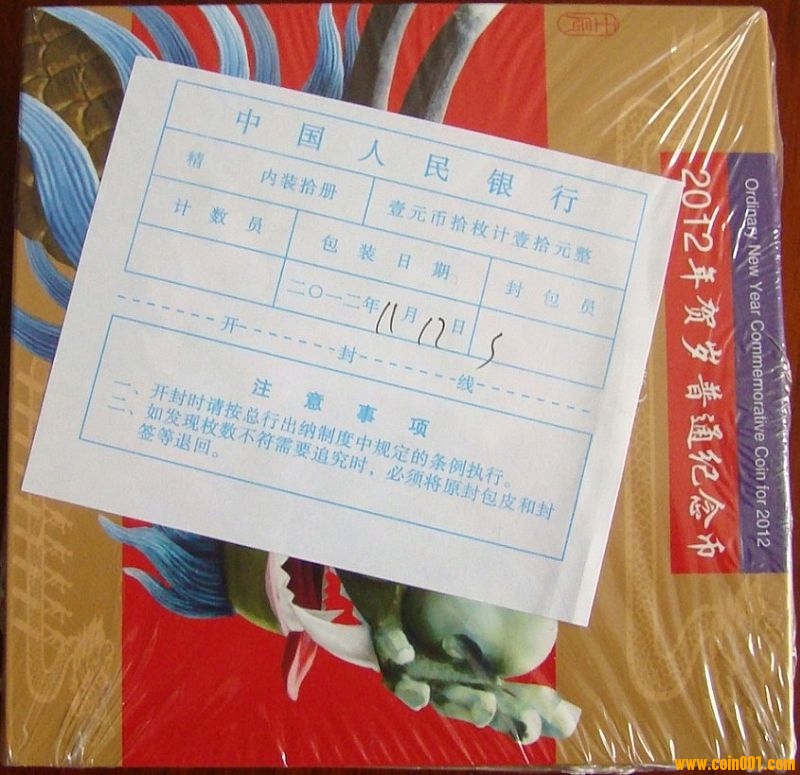 中国人民银行
精 内装拾册 壹元币拾枚计壹拾元整
计数员 包装日期 封包员
二〇一二年11月12日 5
开 封 线
注意事项
一、开封时请按总行出纳制度中规定的条例执行。
二、如发现枚数不符需要追究时，必须将原封包皮和封
签等退回。
2012年贺岁普通纪念币
Ordinary New Year Commemorative Coin for 2012
www.coin001.com